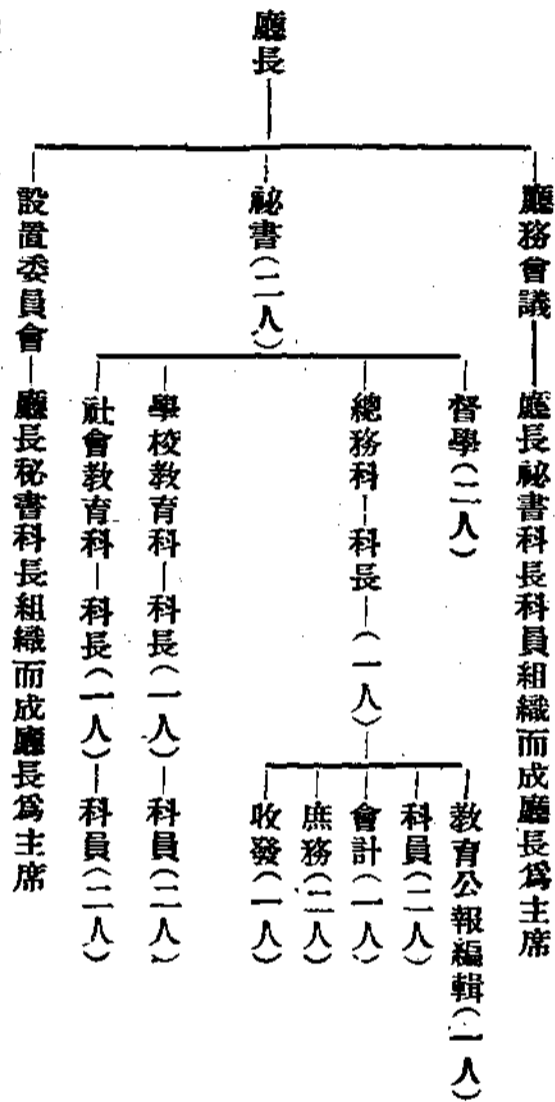 廳長
廳務會議
廳長祕書科長科員組織而成廳長爲主席
祕書(二人)
督學(二人)
總務科
科長
(一人)
教育公報編輯(一人)
科員(二人)
會計(一人)
庶務(二人)
收發(一人)
學校教育科
科長(一人)
科員(二人)
社會教育科
科長(一人)
科員(二人)
設置委員會
廳長秘書科長組織而成廳長爲主席